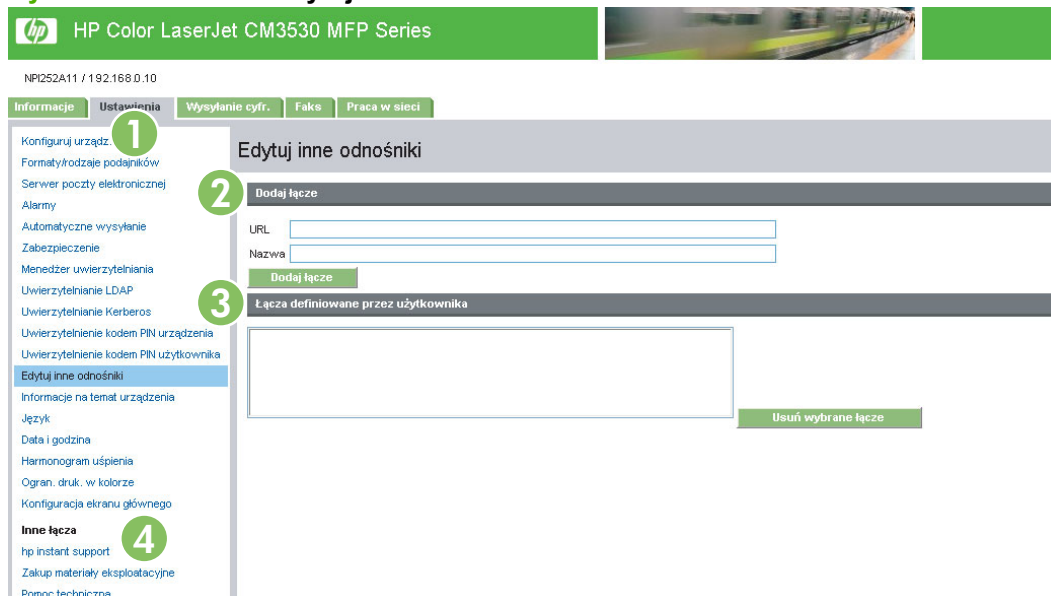 hp HP Color LaserJet CM3530 MFP Series
NPI252A11 / 192.168.0.10
Informacje Ustawienia Wysyłanie cyfr. Faks Praca w sieci
1
Konfiguruj urządz.
Formaty/rodzaje podajników
Serwer poczty elektronicznej
Alarmy
Automatyczne wysyłanie
Zabezpieczenie
Menedżer uwierzytelniania
Uwierzytelnianie LDAP
Uwierzytelnianie Kerberos
Uwierzytelnienie kodem PIN urządzenia
Uwierzytelnienie kodem PIN użytkownika
Edytuj inne odnośniki
Informacje na temat urządzenia
Język
Data i godzina
Harmonogram uśpienia
Ogran. druk. w kolorze
Konfiguracja ekranu głównego
Inne łącza
4
hp instant support
Zakup materiały eksploatacyjne
Pomoc techniczna
Edytuj inne odnośniki
2
Dodaj łącze
URL
Nazwa
Dodaj łącze
3
Łącza definiowane przez użytkownika
Usuń wybrane łącze